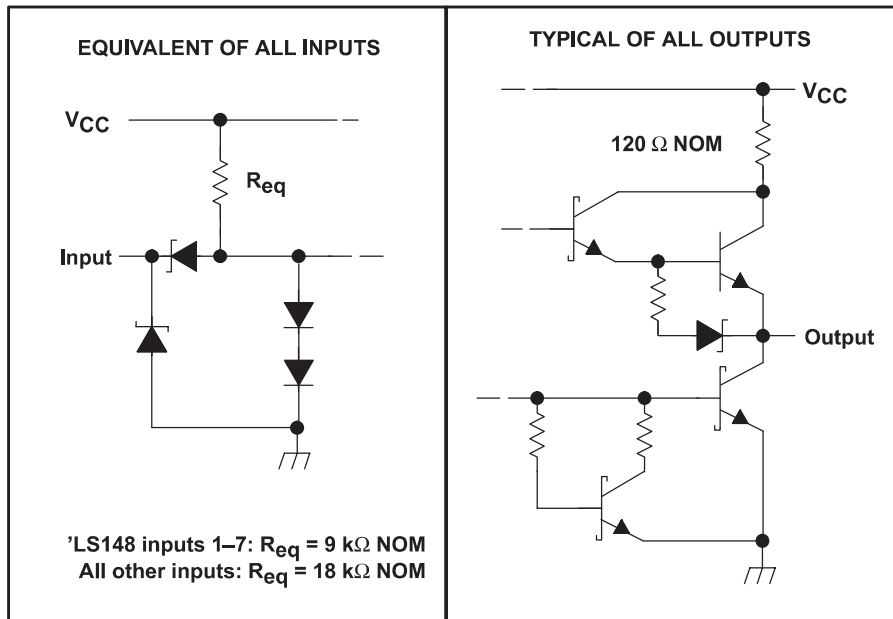 EQUIVALENT OF ALL INPUTS
VCC
Req
Input
'LS148 inputs 1–7: Req = 9 kΩ NOM
All other inputs: Req = 18 kΩ NOM
TYPICAL OF ALL OUTPUTS
VCC
120 Ω NOM
Output